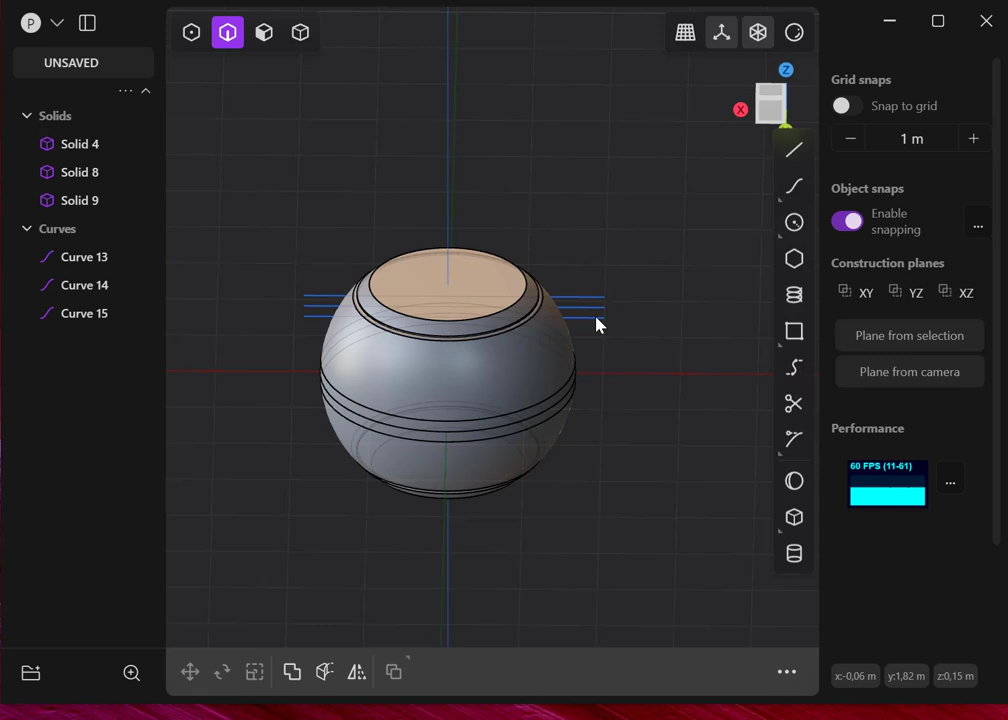 P
UNSAVED
Solids
Solid 4
Solid 8
Solid 9
Curves
Curve 13
Curve 14
Curve 15
Z
X
Grid snaps
Snap to grid
1 m
Object snaps
Enable
snapping
...
Construction planes
XY YZ XZ
Plane from selection
Plane from camera
Performance
60 FPS (11-61)
...
x:-0,06 m y:1,82 m z:0,15 m